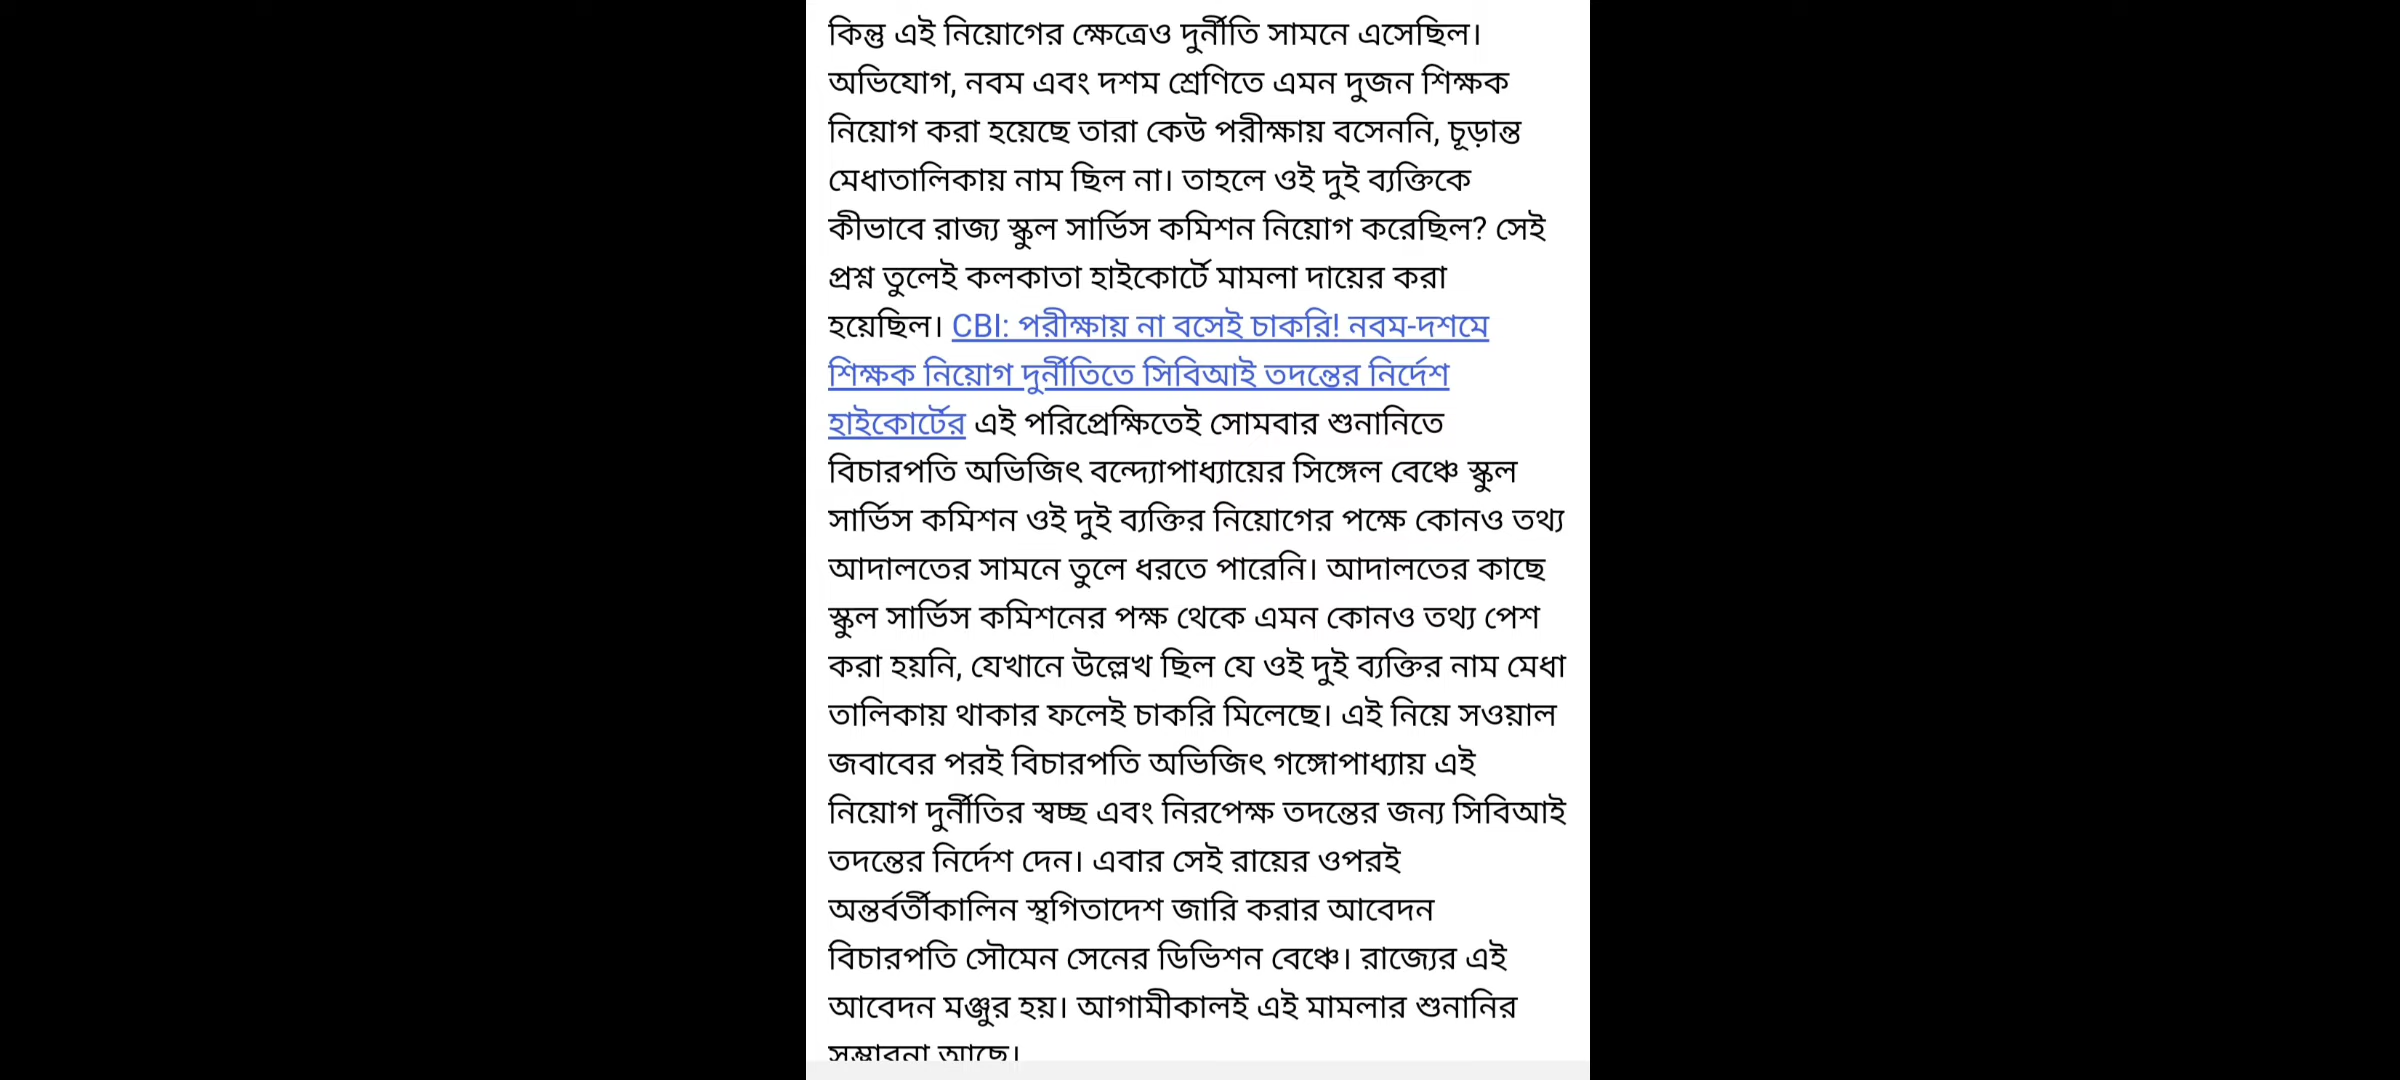 কিন্তু এই নিয়োগের ক্ষেত্রেও দুর্নীতি সামনে এসেছিল।
অভিযোগ, নবম এবং দশম শ্রেণিতে এমন দুজন শিক্ষক
নিয়োগ করা হয়েছে তারা কেউ পরীক্ষায় বসেননি, চূড়ান্ত
মেধাতালিকায় নাম ছিল না। তাহলে ওই দুই ব্যক্তিকে
কীভাবে রাজ্য স্কুল সার্ভিস কমিশন নিয়োগ করেছিল? সেই
প্রশ্ন তুলেই কলকাতা হাইকোর্টে মামলা দায়ের করা
হয়েছিল। CBI: পরীক্ষায় না বসেই চাকরি! নবম-দশমে
শিক্ষক নিয়োগ দুর্নীতিতে সিবিআই তদন্তের নির্দেশ
হাইকোর্টের এই পরিপ্রেক্ষিতেই সোমবার শুনানিতে
বিচারপতি অভিজিৎ বন্দ্যোপাধ্যায়ের সিঙ্গেল বেঞ্চে স্কুল
সার্ভিস কমিশন ওই দুই ব্যক্তির নিয়োগের পক্ষে কোনও তথ্য
আদালতের সামনে তুলে ধরতে পারেনি। আদালতের কাছে
স্কুল সার্ভিস কমিশনের পক্ষ থেকে এমন কোনও তথ্য পেশ
করা হয়নি, যেখানে উল্লেখ ছিল যে ওই দুই ব্যক্তির নাম মেধা
তালিকায় থাকার ফলেই চাকরি মিলেছে। এই নিয়ে সওয়াল
জবাবের পরই বিচারপতি অভিজিৎ গঙ্গোপাধ্যায় এই
নিয়োগ দুর্নীতির স্বচ্ছ এবং নিরপেক্ষ তদন্তের জন্য সিবিআই
তদন্তের নির্দেশ দেন। এবার সেই রায়ের ওপরই
অন্তর্বর্তীকালিন স্থগিতাদেশ জারি করার আবেদন
বিচারপতি সৌমেন সেনের ডিভিশন বেঞ্চে। রাজ্যের এই
আবেদন মঞ্জুর হয়। আগামীকালই এই মামলার শুনানির
সম্ভাবনা আছে।